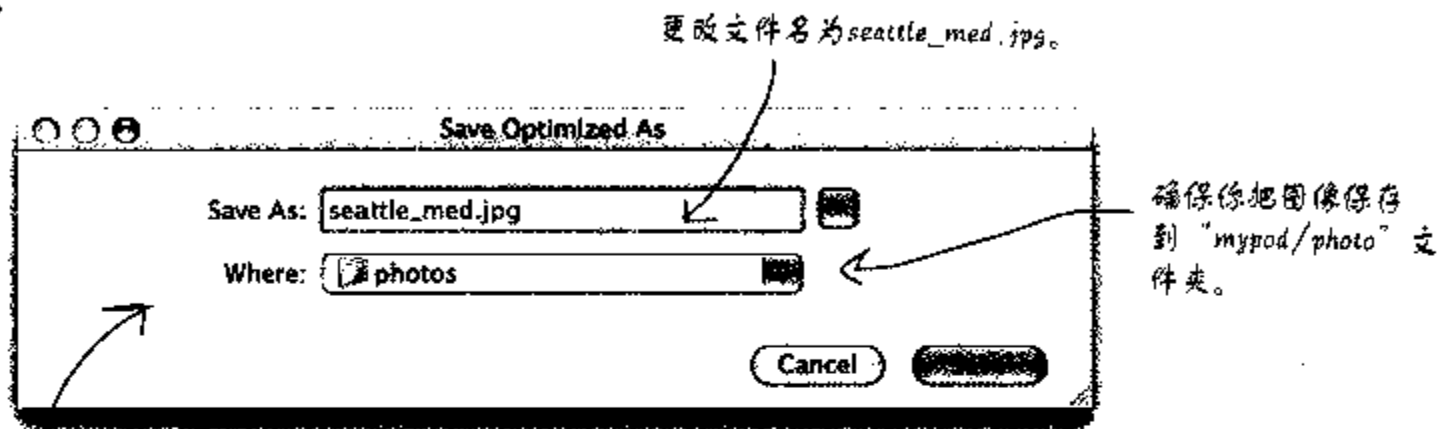 更改文件名为seattle_med.jpg。
Save Optimized As
Save As: seattle_med.jpg
确保你把图像保存
到“mypod/photo”文
件夹。
Where: photos
Cancel